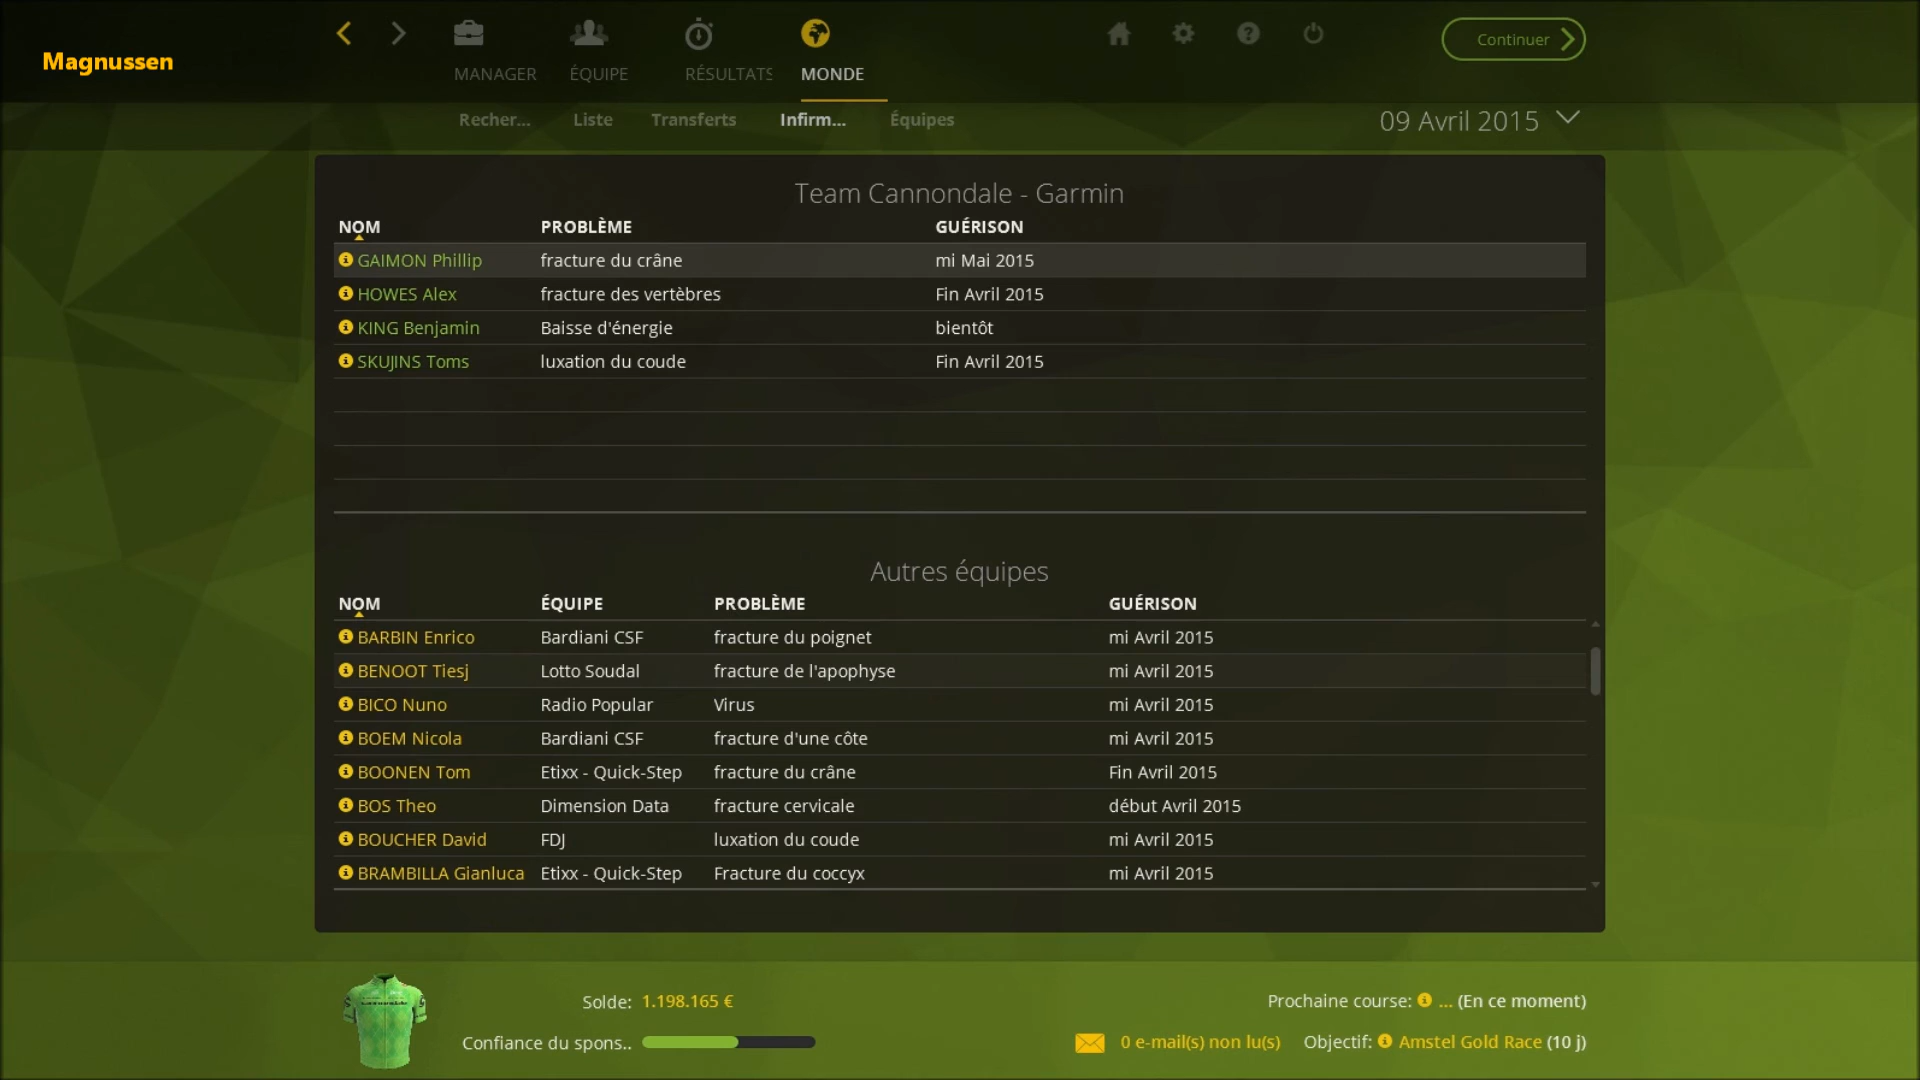 Magnussen
MANAGER ÉQUIPE RÉSULTATS MONDE
Continuer
Recher... Liste Transferts Infirm... Équipes
09 Avril 2015
Team Cannondale - Garmin
NOM PROBLÈME GUÉRISON
GAIMON Phillip fracture du crâne mi Mai 2015
HOWES Alex fracture des vertèbres Fin Avril 2015
KING Benjamin Baisse d'énergie bientôt
SKUJINS Toms luxation du coude Fin Avril 2015
Autres équipes
NOM ÉQUIPE PROBLÈME GUÉRISON
BARBIN Enrico Bardiani CSF fracture du poignet mi Avril 2015
BENOOT Tiesj Lotto Soudal fracture de l'apophyse mi Avril 2015
BICO Nuno Radio Popular Virus mi Avril 2015
BOEM Nicola Bardiani CSF fracture d'une côte mi Avril 2015
BOONEN Tom Etixx - Quick-Step fracture du crâne Fin Avril 2015
BOS Theo Dimension Data fracture cervicale début Avril 2015
BOUCHER David FDJ luxation du coude mi Avril 2015
BRAMBILLA Gianluca Etixx - Quick-Step Fracture du coccyx mi Avril 2015
Solde: 1.198.165 €
Prochaine course: ... (En ce moment)
Confiance du spons..
0 e-mail(s) non lu(s) Objectif: Amstel Gold Race (10 j)